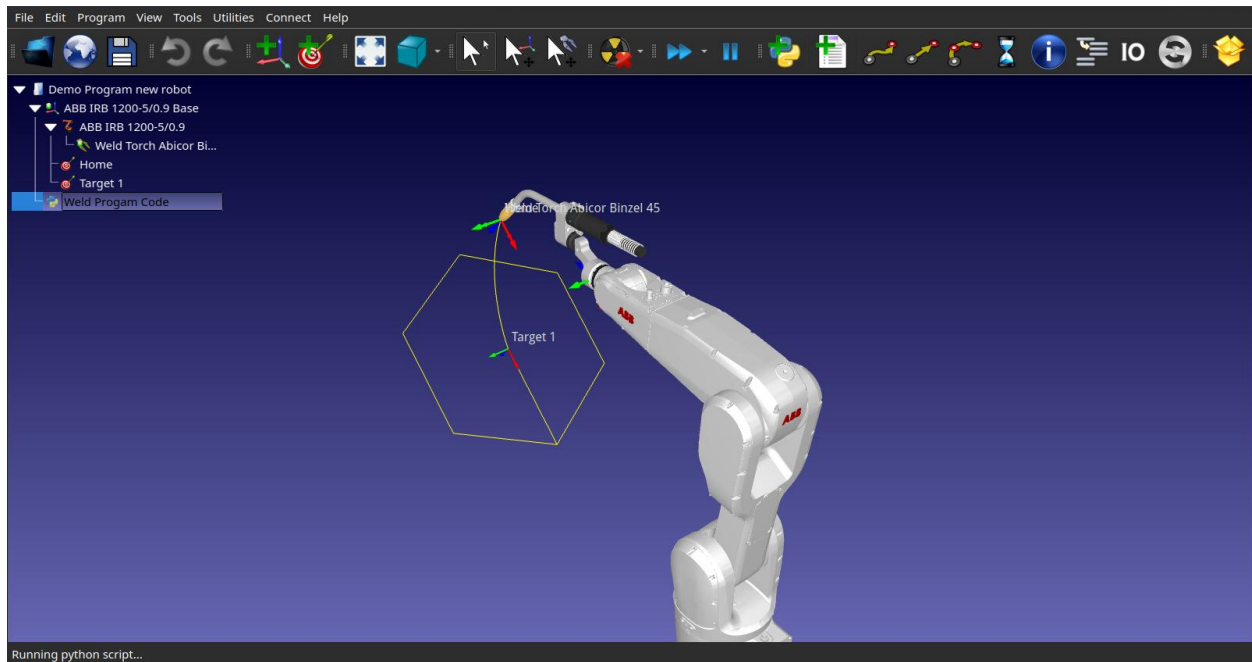 File Edit Program View Tools Utilities Connect Help
IO
Demo Program new robot
ABB IRB 1200-5/0.9 Base
ABB IRB 1200-5/0.9
Weld Torch Abicor Bi...
Home
Target 1
Weld Progam Code
Weld Torch Abicor Binzel 45
Target 1
ABB
ABB
Running python script...